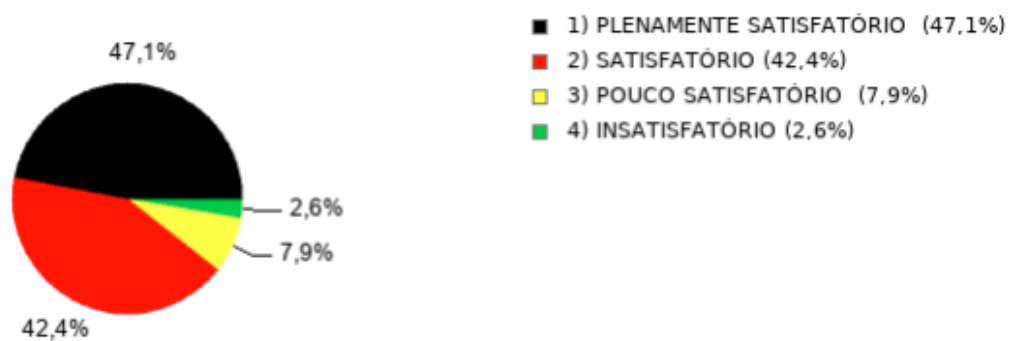 47,1%
2,6%
7,9%
42,4%
1) PLENAMENTE SATISFATÓRIO (47,1%)
2) SATISFATÓRIO (42,4%)
3) POUCO SATISFATÓRIO (7,9%)
4) INSATISFATÓRIO (2,6%)